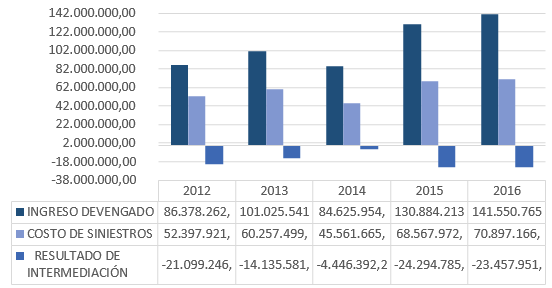 142.000.000,00
122.000.000,00
102.000.000,00
82.000.000,00
62.000.000,00
42.000.000,00
22.000.000,00
2.000.000,00
-18.000.000,00
-38.000.000,00
2012 2013 2014 2015 2016
INGRESO DEVENGADO 86.378.262, 101.025.541 84.625.954, 130.884.213 141.550.765
COSTO DE SINIESTROS 52.397.921, 60.257.499, 45.561.665, 68.567.972, 70.897.166,
RESULTADO DE
INTERMEDIACIÓN -21.099.246, -14.135.581, -4.446.392,2 -24.294.785, -23.457.951,